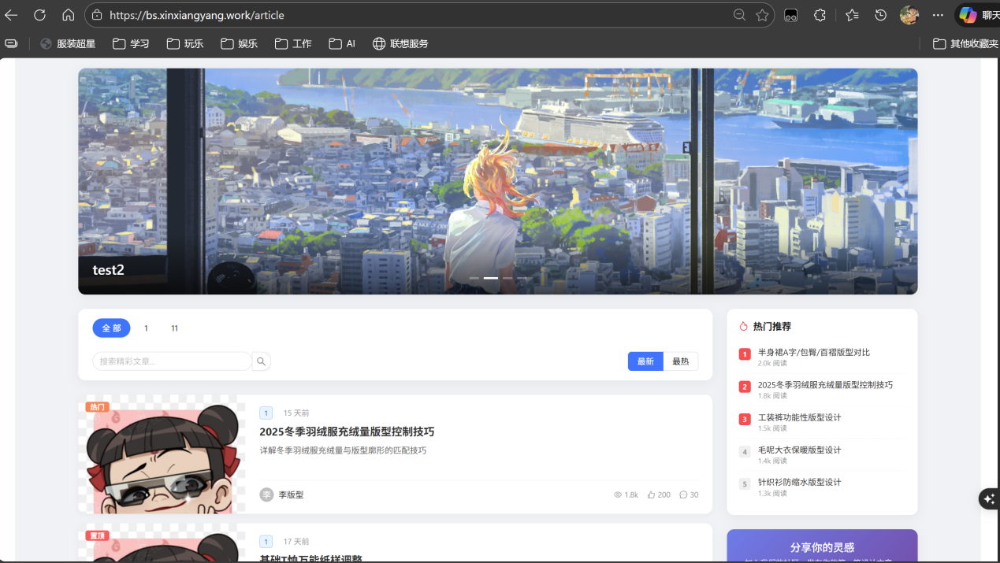 https://bs.xinxiangyang.work/article
聊天
服装超星
学习
玩乐
娱乐
工作
AI
联想服务
其他收藏夹
test2
全 部
1
11
搜索精彩文章...
最新
最热
热门
1
15 天前
2025冬季羽绒服充绒量版型控制技巧
详解冬季羽绒服充绒量与版型廓形的匹配技巧
李
李版型
1.8k
200
30
置顶
1
17 天前
基础T恤万能纸样调整
热门推荐
1
半身裙A字/包臀/百褶版型对比
2.0k 阅读
2
2025冬季羽绒服充绒量版型控制技巧
1.8k 阅读
3
工装裤功能性版型设计
1.5k 阅读
4
毛呢大衣保暖版型设计
1.4k 阅读
5
针织衫防缩水版型设计
1.3k 阅读
分享你的灵感